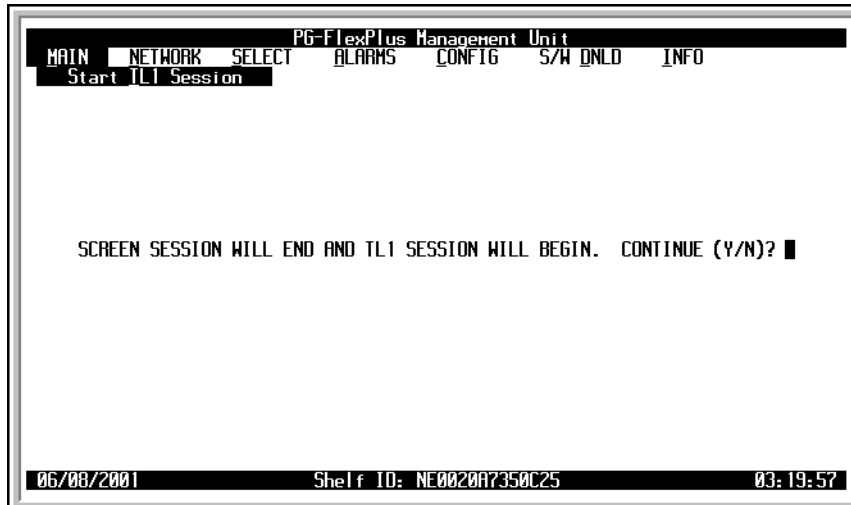 PG-FlexPlus Management Unit
MAIN NETWORK SELECT ALARMS CONFIG S/W DNLD INFO
Start TL1 Session
SCREEN SESSION WILL END AND TL1 SESSION WILL BEGIN. CONTINUE (Y/N)?
06/08/2001 Shelf ID: NE0020A7350C25 03:19:57